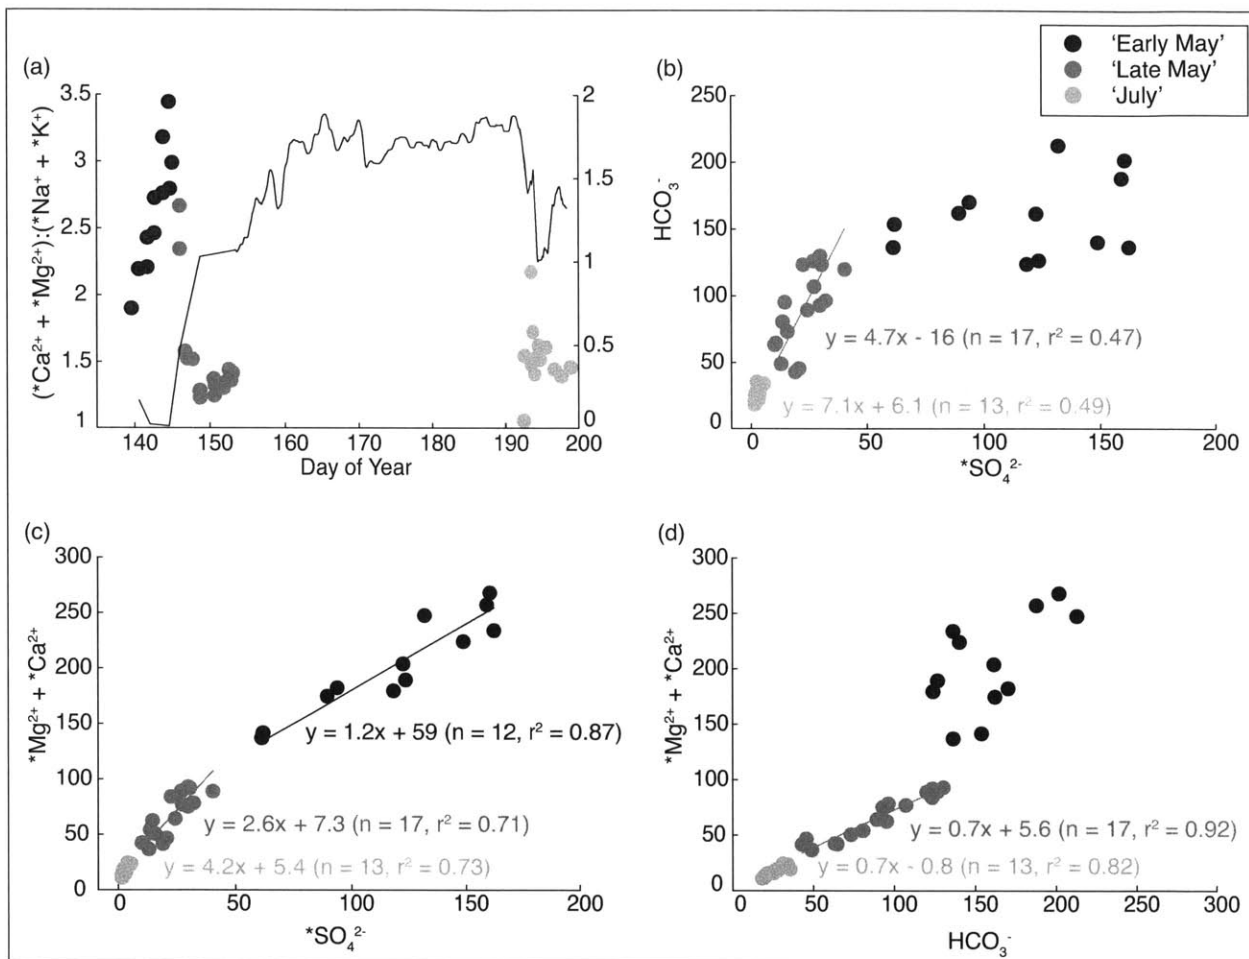 'Early May'
'Late May'
'July'
(a)
(*Ca²⁺ + *Mg²⁺):(*Na⁺ + *K⁺)
3.5
3
2.5
2
1.5
1
2
1.5
1
0.5
0
140
150
160
170
180
190
200
Day of Year
(b)
HCO₃⁻
250
200
150
100
50
0
y = 4.7x - 16 (n = 17, r² = 0.47)
y = 7.1x + 6.1 (n = 13, r² = 0.49)
0
50
100
150
200
*SO₄²⁻
(c)
*Mg²⁺ + *Ca²⁺
300
250
200
150
100
50
0
y = 1.2x + 59 (n = 12, r² = 0.87)
y = 2.6x + 7.3 (n = 17, r² = 0.71)
y = 4.2x + 5.4 (n = 13, r² = 0.73)
0
50
100
150
200
*SO₄²⁻
(d)
*Mg²⁺ + *Ca²⁺
300
250
200
150
100
50
0
y = 0.7x + 5.6 (n = 17, r² = 0.92)
y = 0.7x - 0.8 (n = 13, r² = 0.82)
0
50
100
150
200
250
300
HCO₃⁻